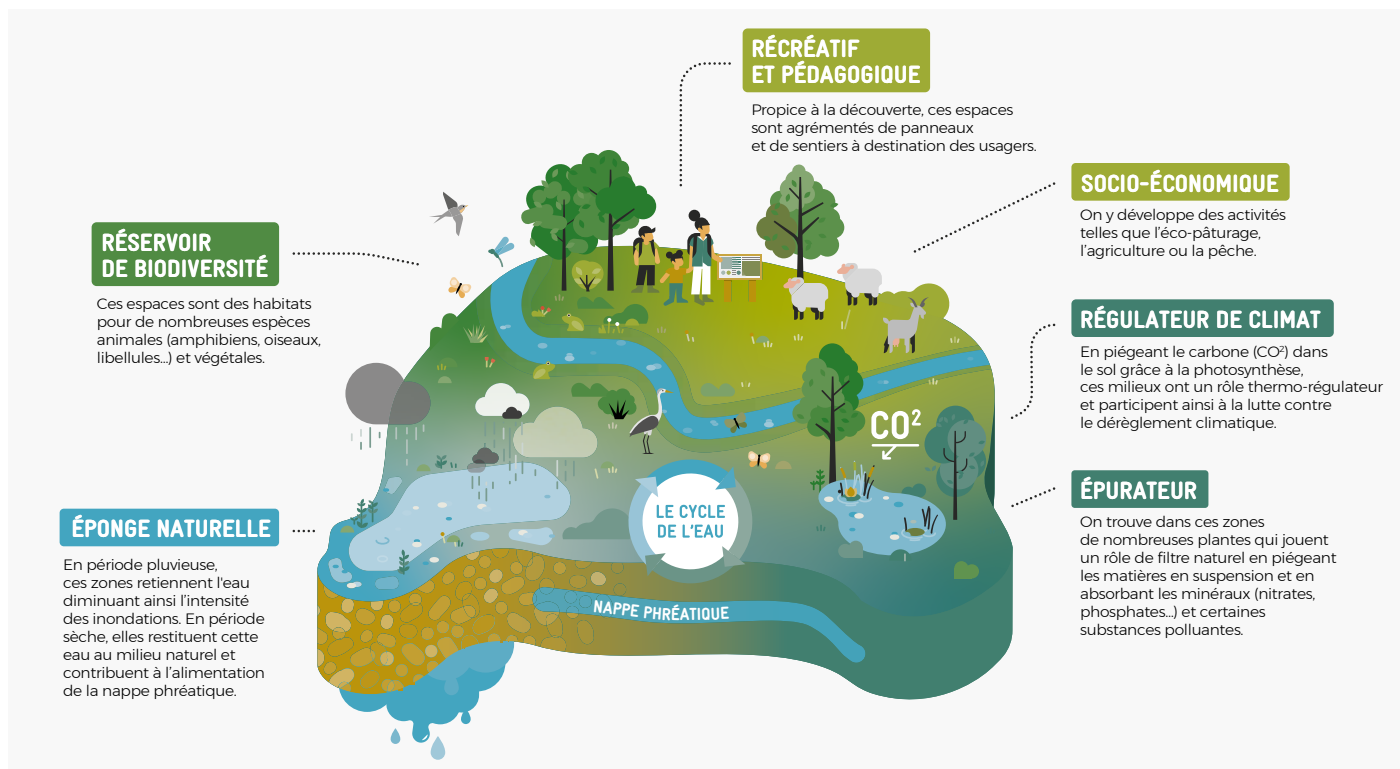 RÉCRÉATIF
ET PÉDAGOGIQUE
Propice à la découverte, ces espaces
sont agrémentés de panneaux
et de sentiers à destination des usagers.
SOCIO-ÉCONOMIQUE
On y développe des activités
telles que l'éco-pâturage,
l'agriculture ou la pêche.
RÉSERVOIR
DE BIODIVERSITÉ
Ces espaces sont des habitats
pour de nombreuses espèces
animales (amphibiens, oiseaux,
libellules...) et végétales.
RÉGULATEUR DE CLIMAT
En piégeant le carbone (CO²) dans
le sol grâce à la photosynthèse,
ces milieux ont un rôle thermo-régulateur
et participent ainsi à la lutte contre
le dérèglement climatique.
CO²
ÉPURATEUR
On trouve dans ces zones
de nombreuses plantes qui jouent
un rôle de filtre naturel en piégeant
les matières en suspension et en
absorbant les minéraux (nitrates,
phosphates...) et certaines
substances polluantes.
LE CYCLE
DE L'EAU
ÉPONGE NATURELLE
En période pluvieuse,
ces zones retiennent l'eau
diminuant ainsi l'intensité
des inondations. En période
sèche, elles restituent cette
eau au milieu naturel et
contribuent à l'alimentation
de la nappe phréatique.
NAPPE PHRÉATIQUE